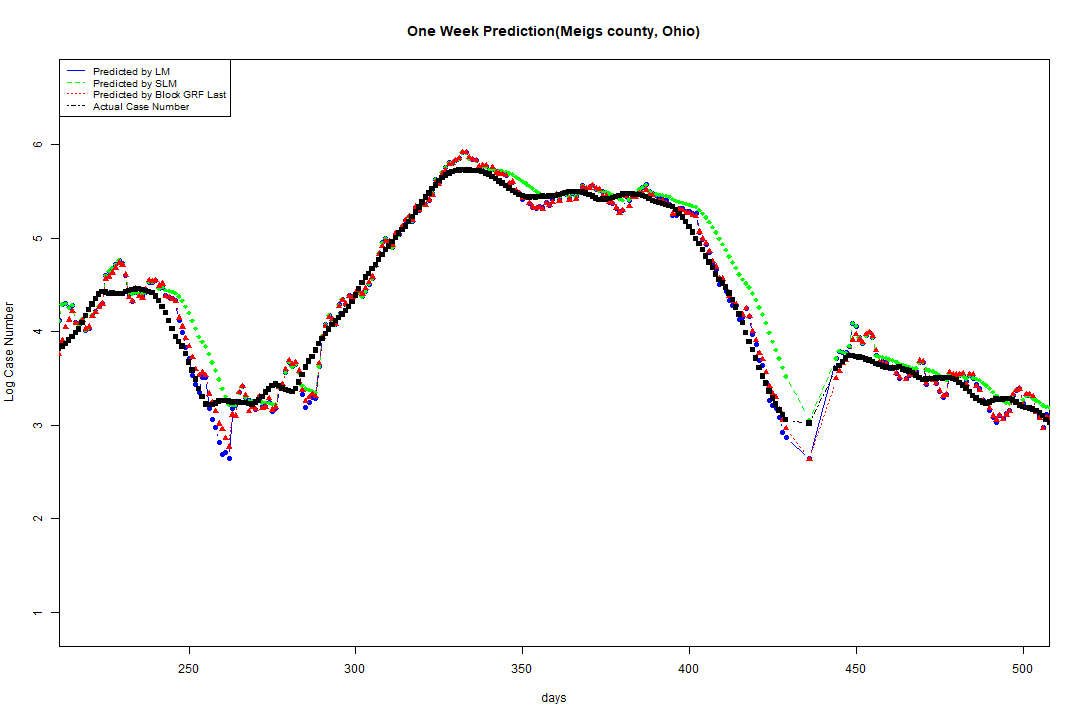 One Week Prediction(Meigs county, Ohio)
Predicted by LM
Predicted by SLM
Predicted by Block GRF Last
Actual Case Number
Log Case Number
6
5
4
3
2
1
250 300 350 400 450 500
days